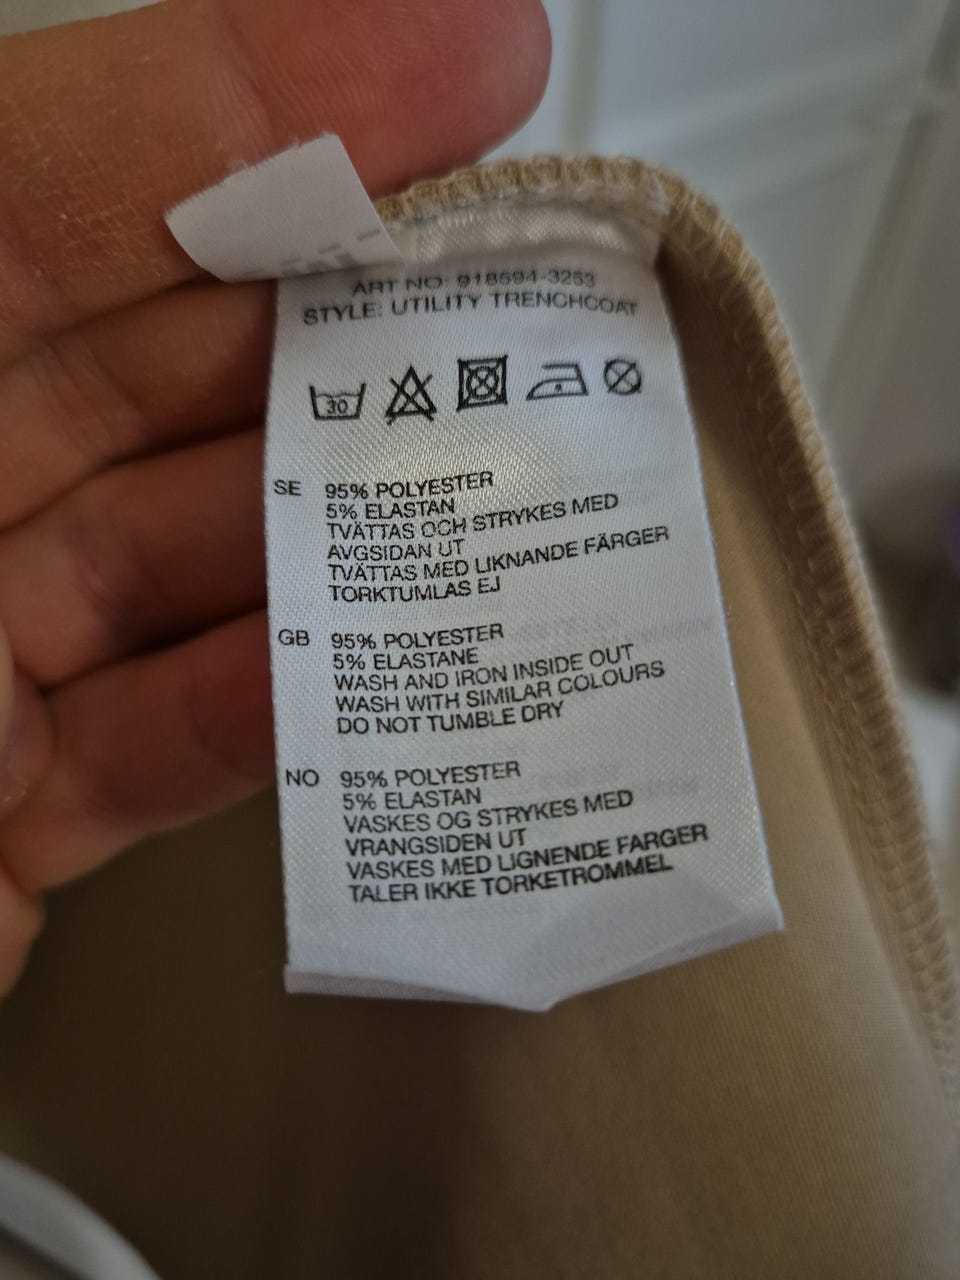 ART NO: 918594-3253
STYLE: UTILITY TRENCHCOAT
30
SE 95% POLYESTER
5% ELASTAN
TVÄTTAS OCH STRYKES MED
AVGSIDAN UT
TVÄTTAS MED LIKNANDE FÄRGER
TORKTUMLAS EJ
GB 95% POLYESTER
5% ELASTANE
WASH AND IRON INSIDE OUT
WASH WITH SIMILAR COLOURS
DO NOT TUMBLE DRY
NO 95% POLYESTER
5% ELASTAN
VASKES OG STRYKES MED
VRANGSIDEN UT
VASKES MED LIGNENDE FARGER
TALER IKKE TORKETROMMEL